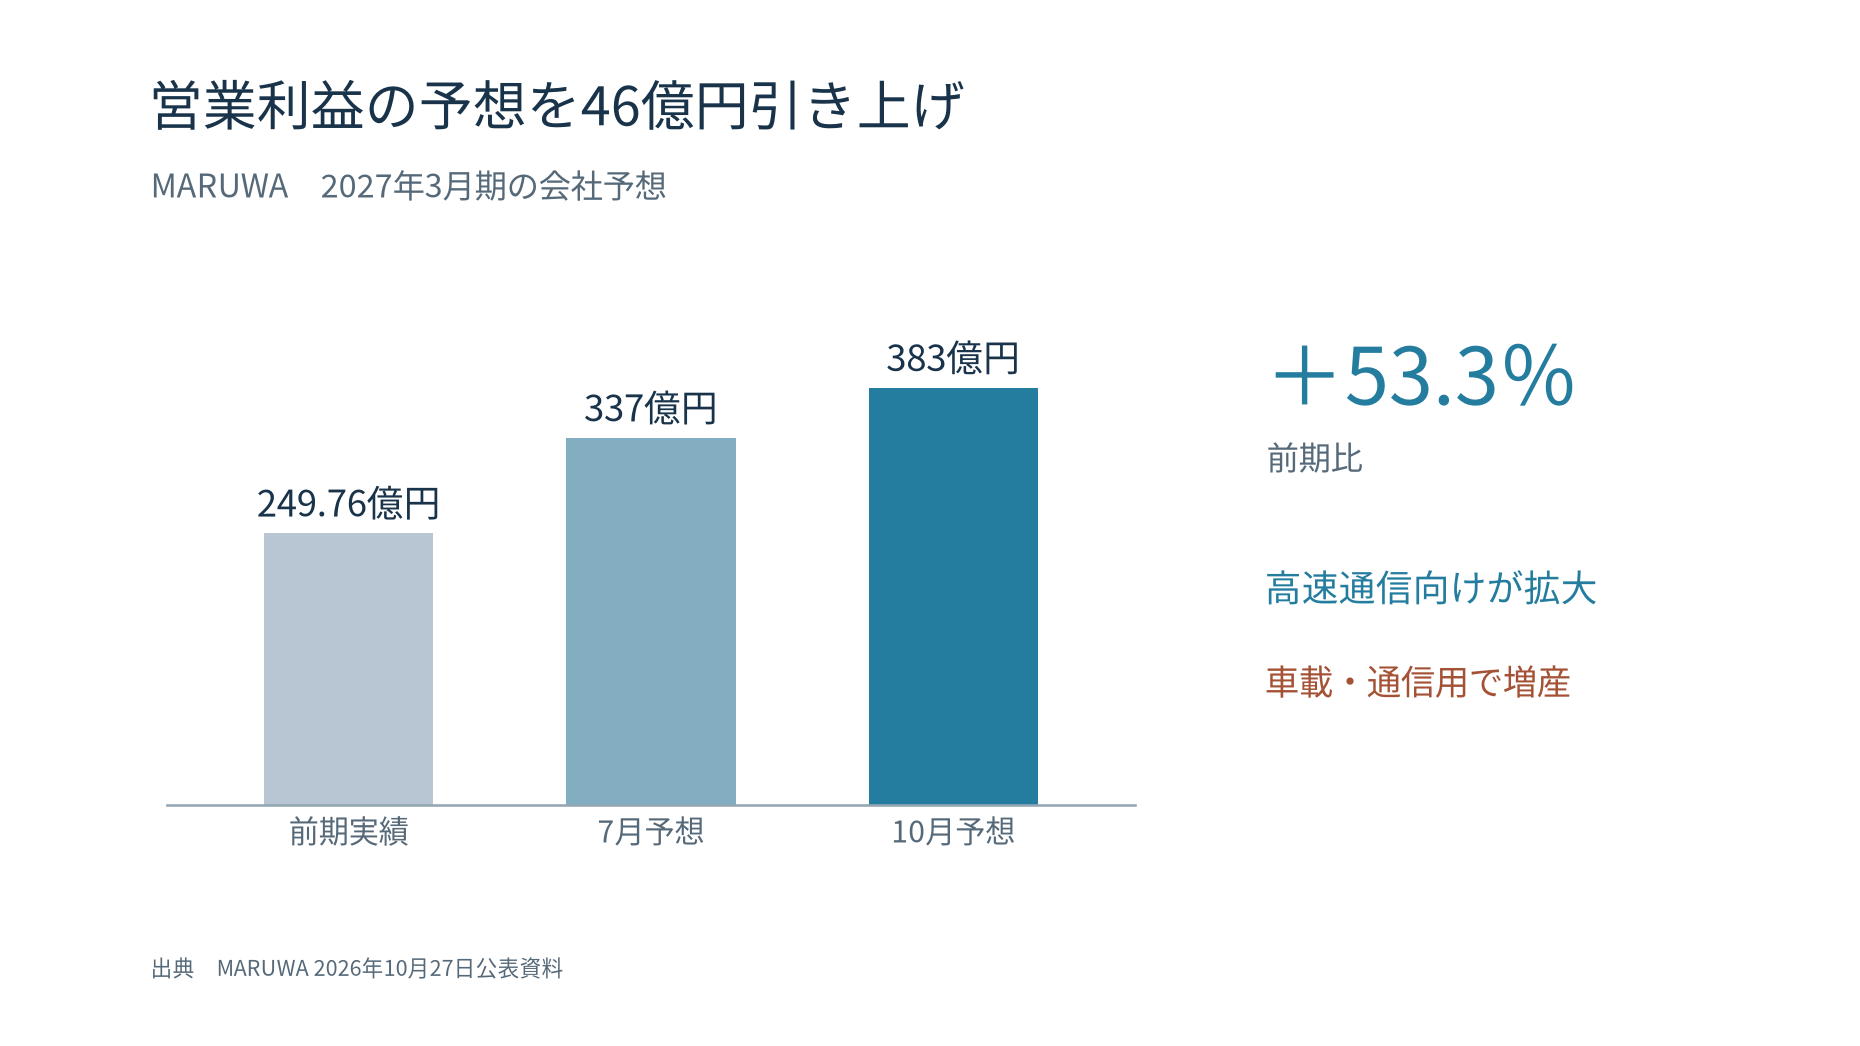 営業利益の予想を46億円引き上げ
MARUWA　2027年3月期の会社予想
249.76億円
337億円
383億円
前期実績
7月予想
10月予想
＋53.3%
前期比
高速通信向けが拡大
車載・通信用で増産
出典　MARUWA 2026年10月27日公表資料